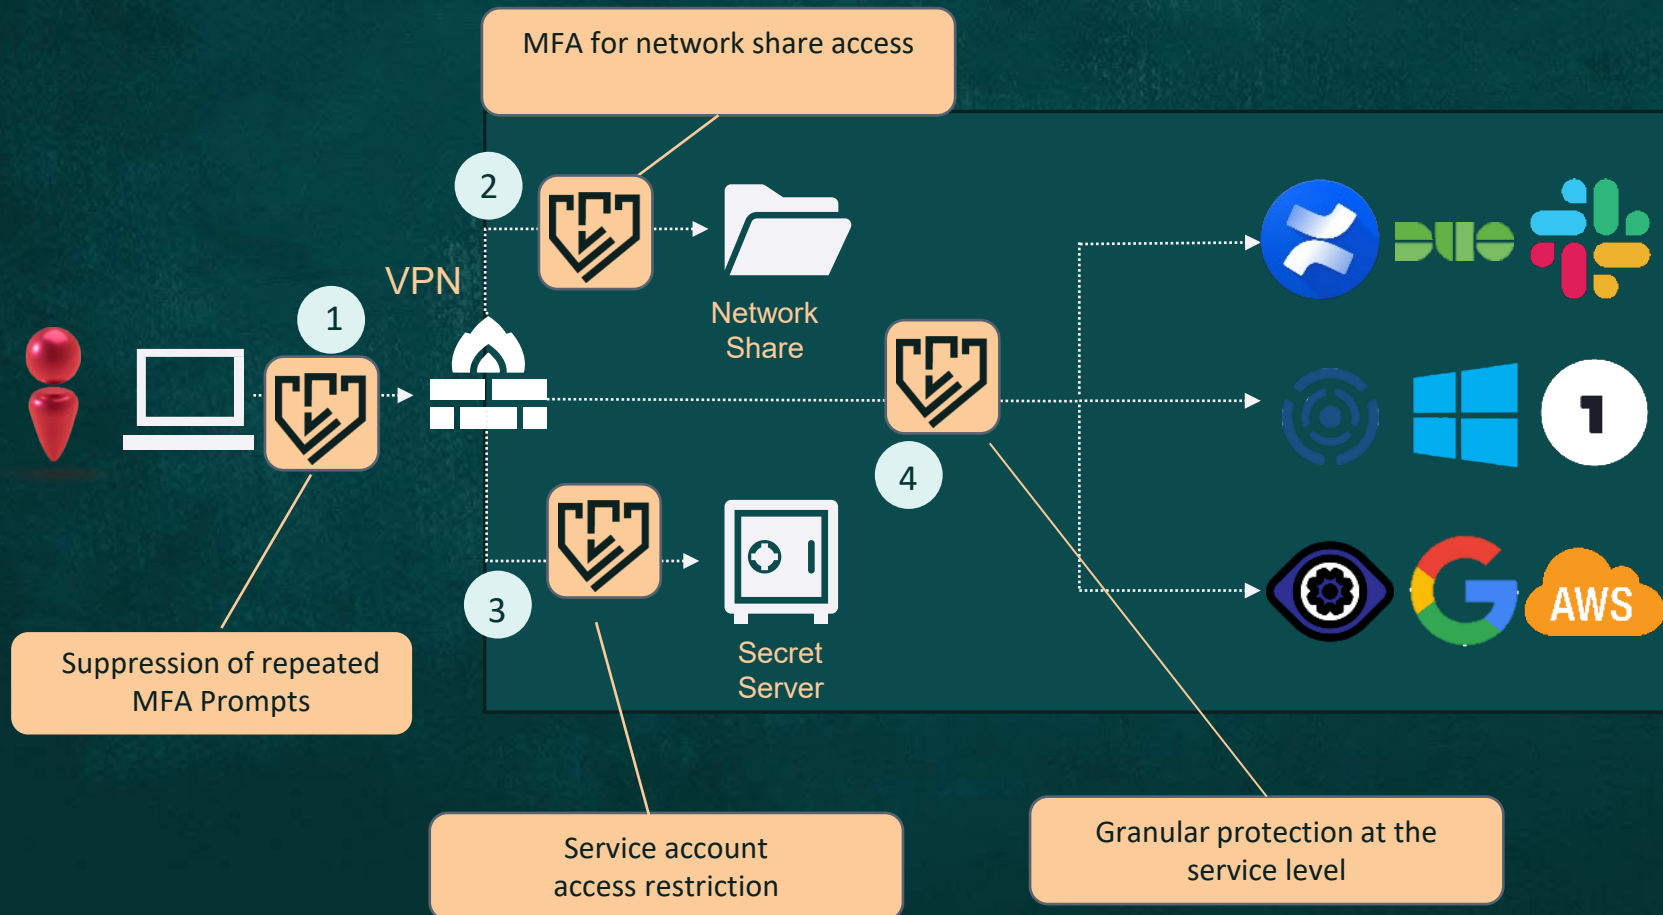 MFA for network share access
2
VPN
1
Network
Share
DUO
1
4
3
Secret
Server
AWS
Suppression of repeated
MFA Prompts
Service account
access restriction
Granular protection at the
service level